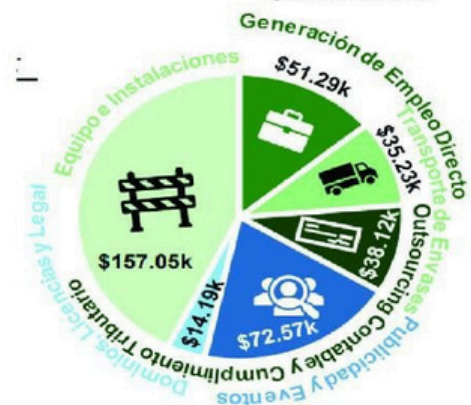 Generación de Empleo Directo
$51.29k
Transporte de Envases
$35.23k
Outsourcing Contable y Cumplimiento Tributario
$38.12k
Publicidad y Eventos
$72.57k
Dominios, Licencias y Legal
$14.19k
Equipo e Instalaciones
$157.05k